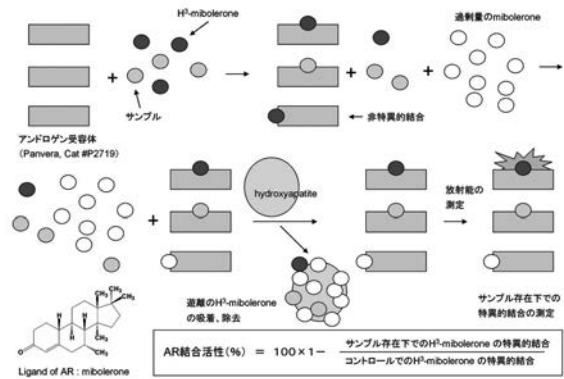 H³-mibolerone
過剰量のmibolerone
+
+
+
サンプル
非特異的結合
アンドロゲン受容体
(Panvera, Cat #P2719)
+
hydroxyapatite
放射能の
測定
遊離のH³-mibolerone
の吸着、除去
サンプル存在下での
特異的結合の測定
CH₃
CH₃
CH₃
OH
H
H
H
O
CH₃
Ligand of AR : mibolerone
サンプル存在下でのH³-mibolerone の特異的結合
AR結合活性(%) = 100×1−
コントロールでのH³-mibolerone の特異的結合